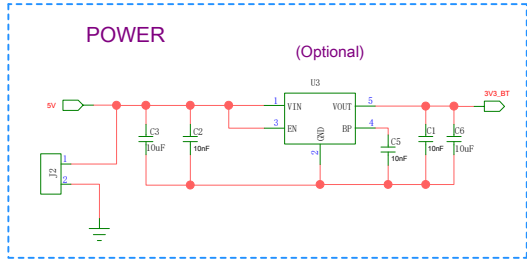 POWER
(Optional)
U3
5V
1 VIN VOUT 5
3V3_BT
3 EN BP 4
GND
2
C3
10uF
C2
10nF
C5
10nF
C1
10nF
C6
10uF
J2
1
2